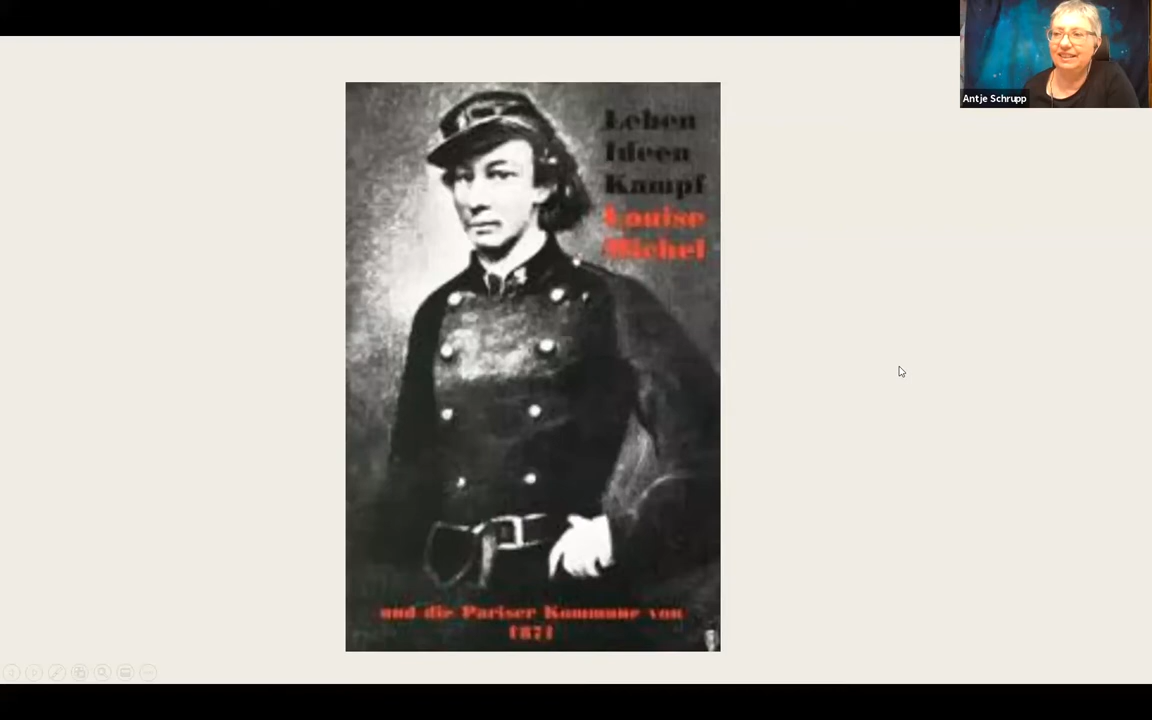 Antje Schrupp
Leben
Ideen
Kampf
Louise
Michel
und die Pariser Kommune von
1871